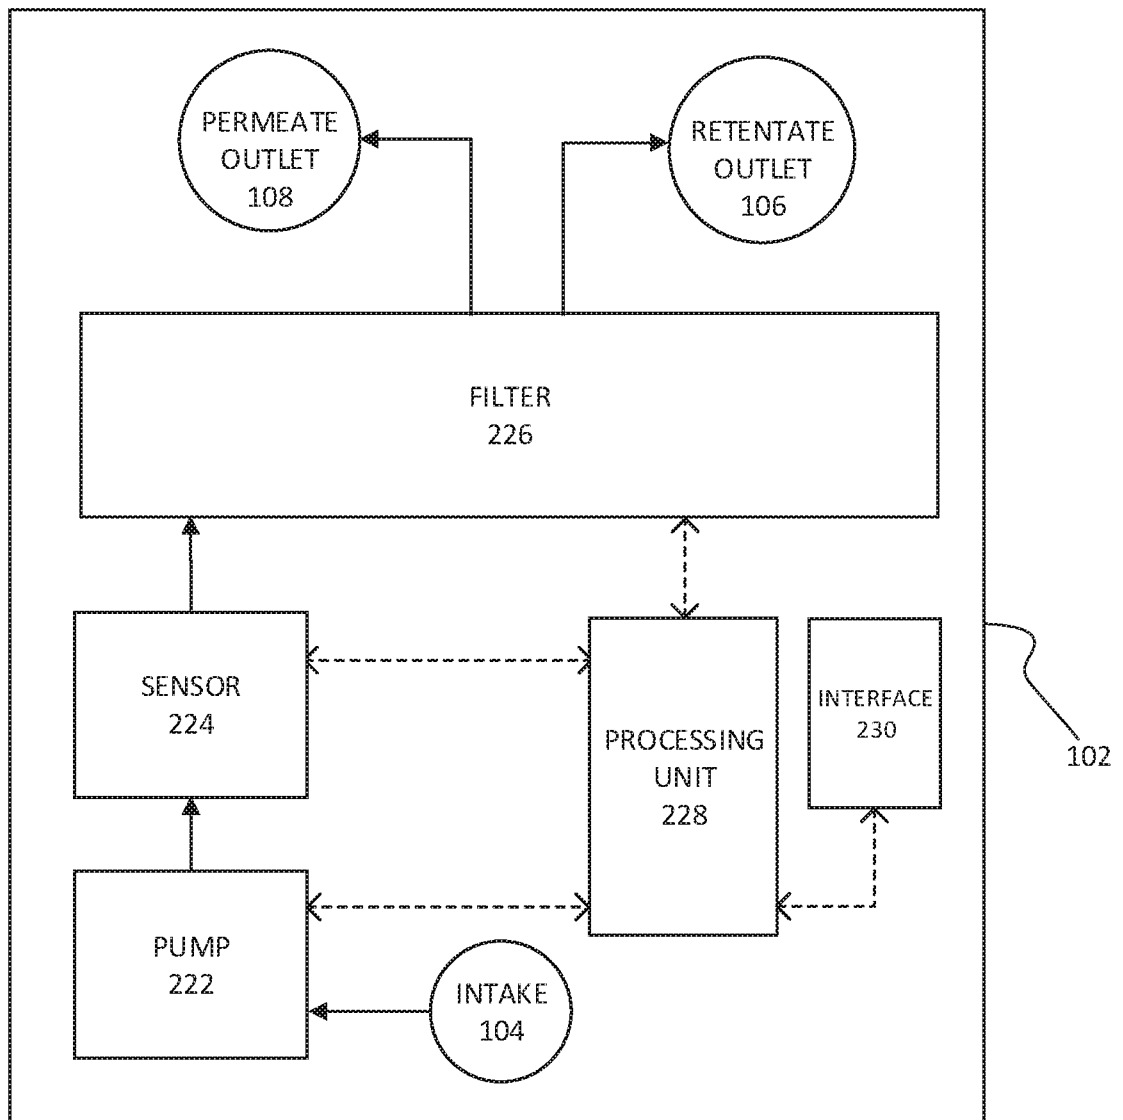 PERMEATE
OUTLET
108
RETENTATE
OUTLET
106
FILTER
226
SENSOR
224
PROCESSING
UNIT
228
INTERFACE
230
102
PUMP
222
INTAKE
104